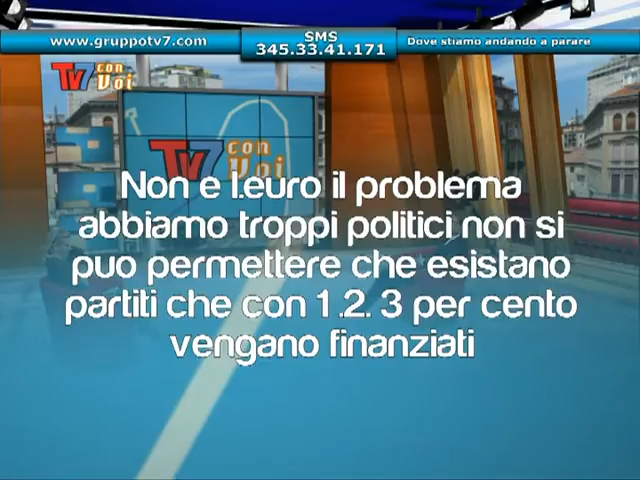 www.gruppotv7.com
SMS
345.33.41.171
Dove stiamo andando a parare
TV7 con
Voi
TV7 con
Voi
Non e l.euro il problema
abbiamo troppi politici non si
puo permettere che esistano
partiti che con 1 .2. 3 per cento
vengano finanziati